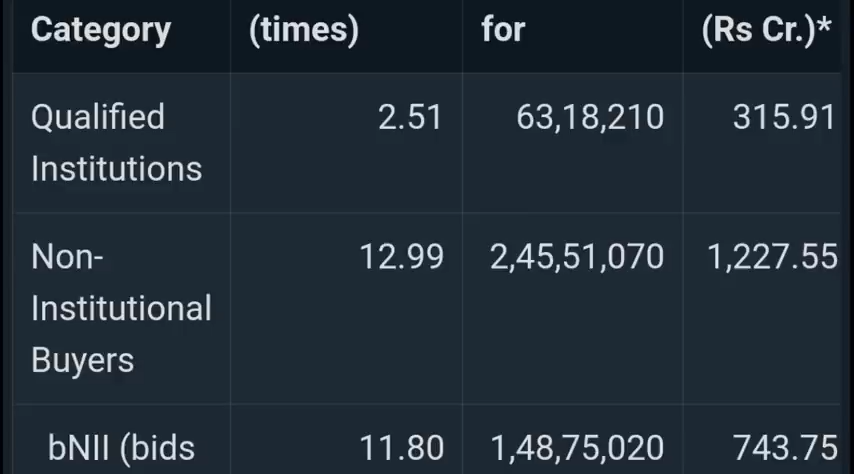 Category (times) for (Rs Cr.)*
Qualified 2.51 63,18,210 315.91
Institutions
Non- 12.99 2,45,51,070 1,227.55
Institutional
Buyers
bNII (bids 11.80 1,48,75,020 743.75